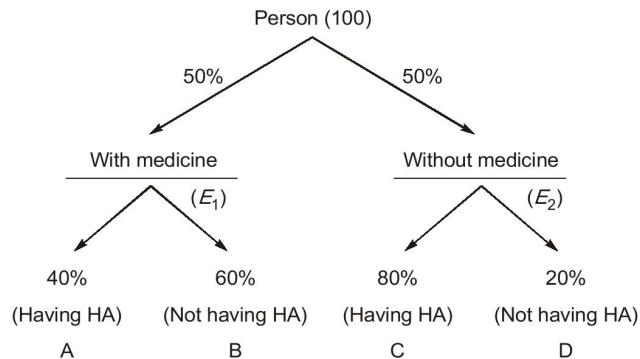 Person (100)
50% 50%
With medicine Without medicine
(E1) (E2)
40% 60% 80% 20%
(Having HA) (Not having HA) (Having HA) (Not having HA)
A B C D